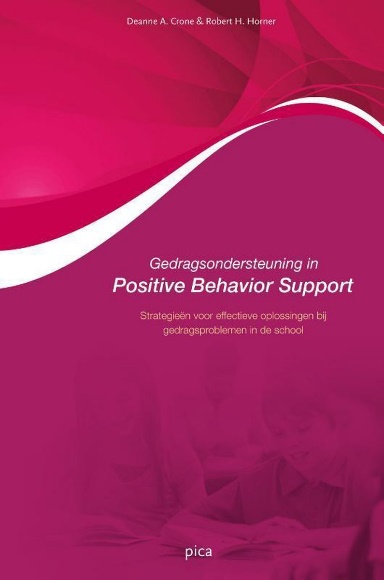 Deanne A. Crone & Robert H. Horner
Gedragsondersteuning in
Positive Behavior Support
Strategieën voor effectieve oplossingen bij
gedragsproblemen in de school
pica